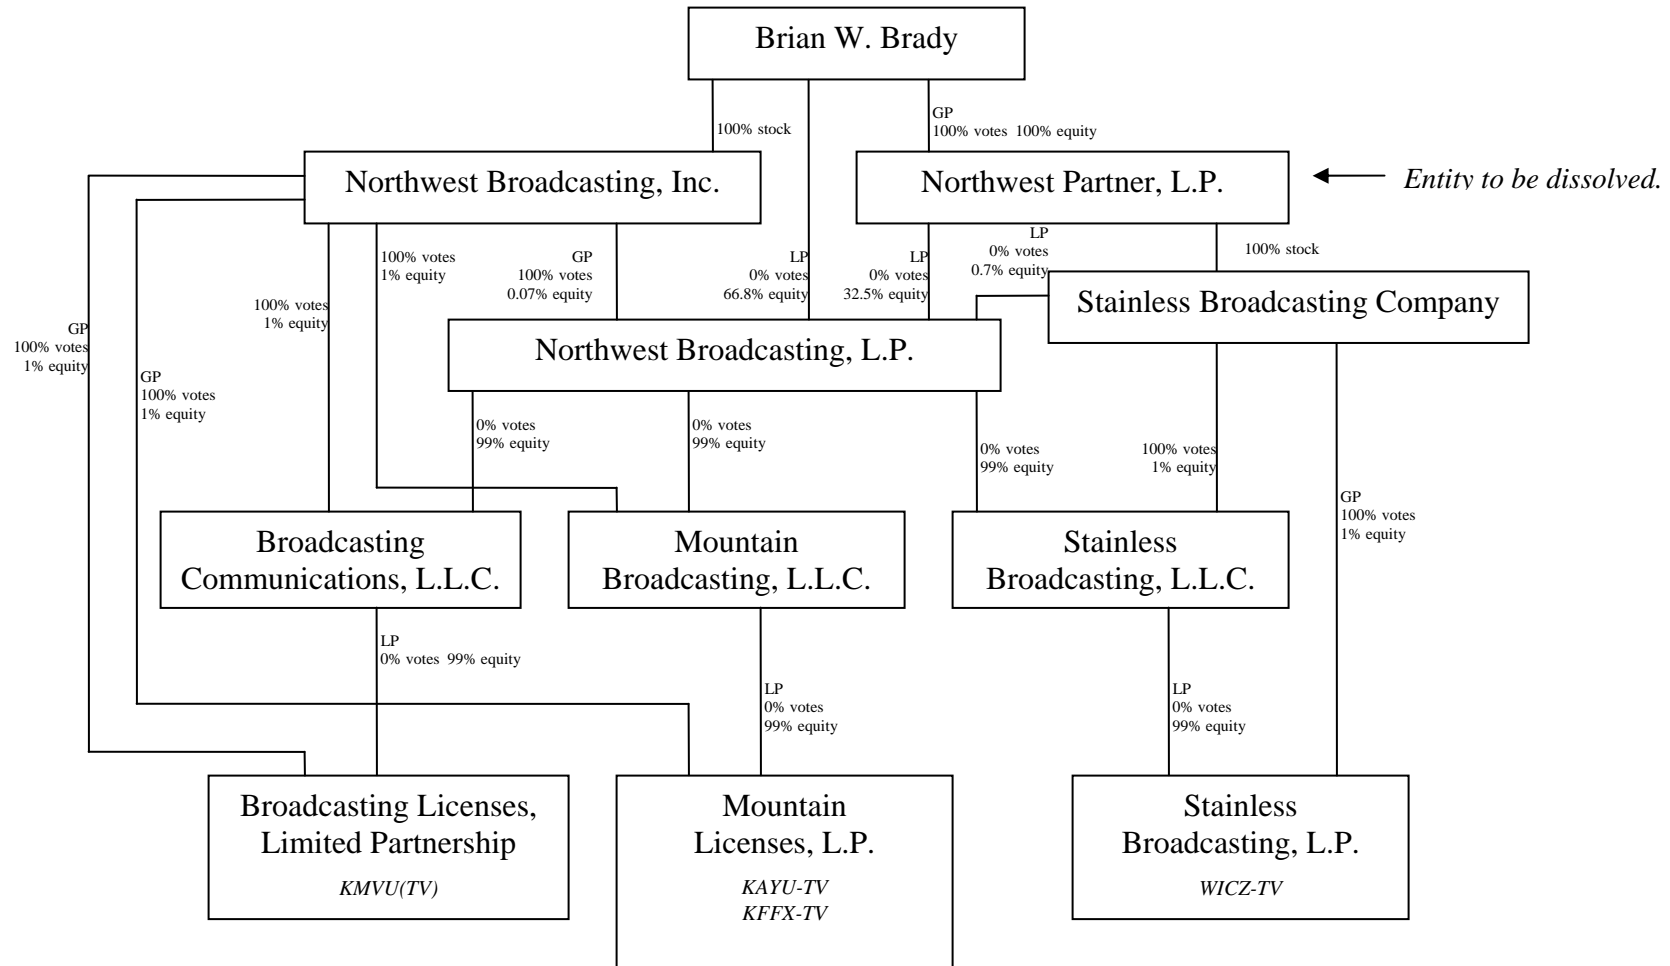 Brian W. Brady
100% stock
GP
100% votes 100% equity
Northwest Broadcasting, Inc.
Northwest Partner, L.P.
Entity to be dissolved.
100% votes
1% equity
GP
100% votes
0.07% equity
LP
0% votes
66.8% equity
LP
0% votes
32.5% equity
LP
0% votes
0.7% equity
100% stock
Stainless Broadcasting Company
100% votes
1% equity
GP
100% votes
1% equity
GP
100% votes
1% equity
Northwest Broadcasting, L.P.
0% votes
99% equity
0% votes
99% equity
0% votes
99% equity
100% votes
1% equity
GP
100% votes
1% equity
Broadcasting
Communications, L.L.C.
Mountain
Broadcasting, L.L.C.
Stainless
Broadcasting, L.L.C.
LP
0% votes 99% equity
LP
0% votes
99% equity
LP
0% votes
99% equity
Broadcasting Licenses,
Limited Partnership
KMVU(TV)
Mountain
Licenses, L.P.
KAYU-TV
KFFX-TV
Stainless
Broadcasting, L.P.
WICZ-TV